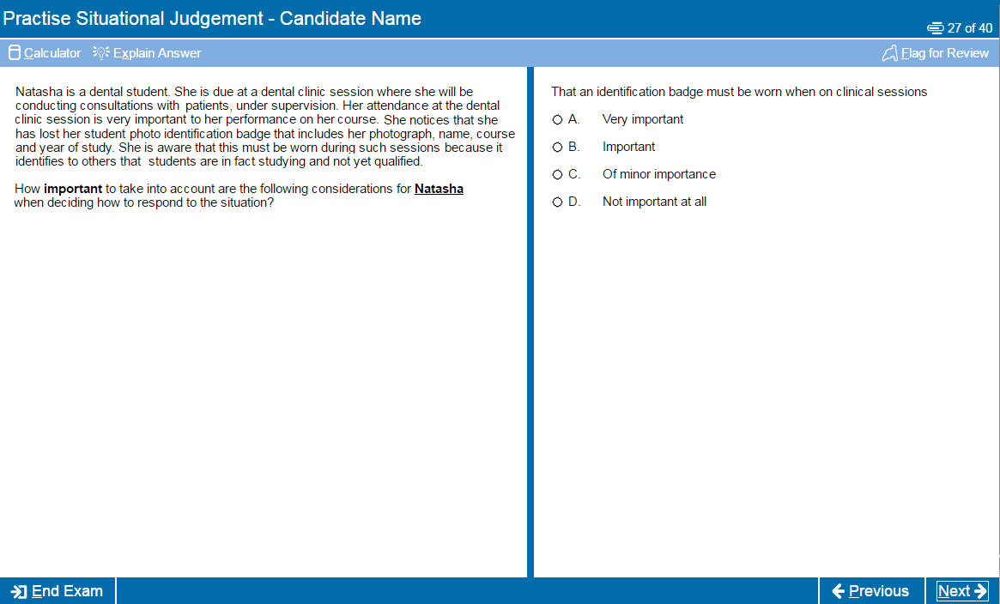 Practise Situational Judgement - Candidate Name
27 of 40
Calculator
Explain Answer
Flag for Review
Natasha is a dental student. She is due at a dental clinic session where she will be
conducting consultations with patients, under supervision. Her attendance at the dental
clinic session is very important to her performance on her course. She notices that she
has lost her student photo identification badge that includes her photograph, name, course
and year of study. She is aware that this must be worn during such sessions because it
identifies to others that students are in fact studying and not yet qualified.
How important to take into account are the following considerations for Natasha
when deciding how to respond to the situation?
That an identification badge must be worn when on clinical sessions
A. Very important
B. Important
C. Of minor importance
D. Not important at all
End Exam
Previous
Next